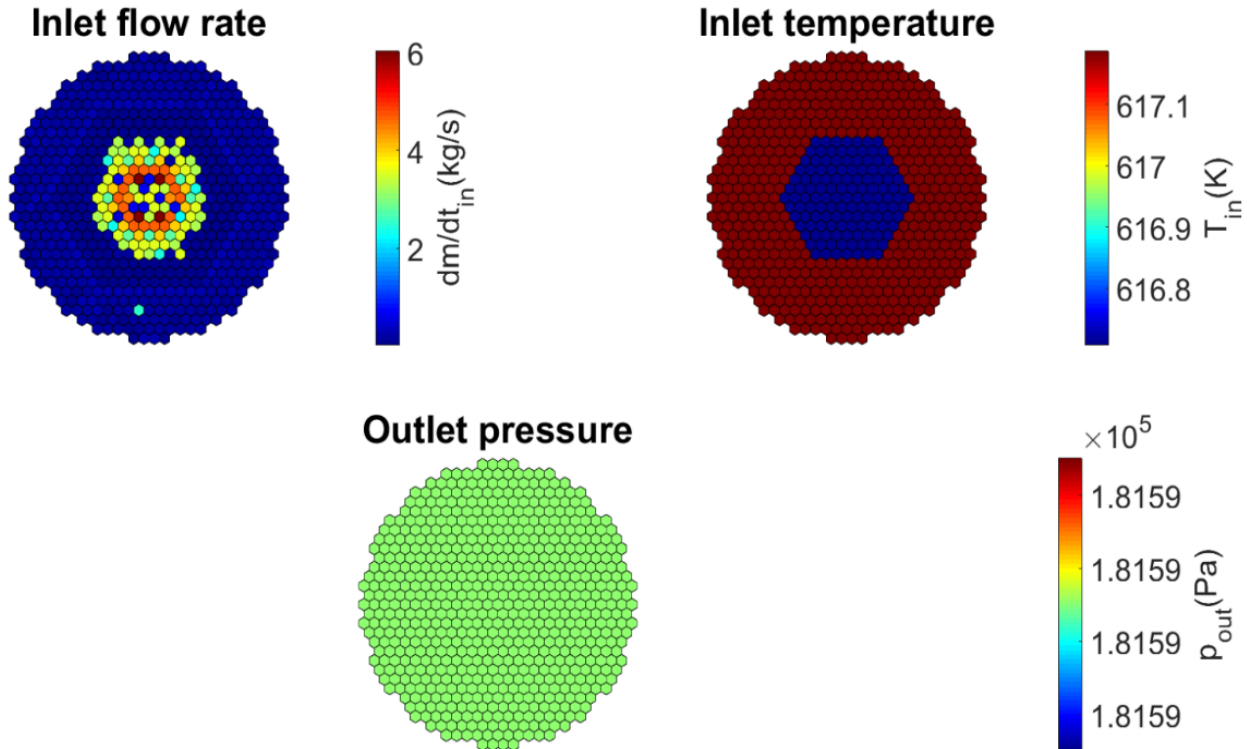 Inlet flow rate
6
4
2
dm/dt_in(kg/s)
Inlet temperature
617.1
617
616.9
616.8
T_in(K)
Outlet pressure
×10^5
1.8159
1.8159
1.8159
1.8159
p_out(Pa)